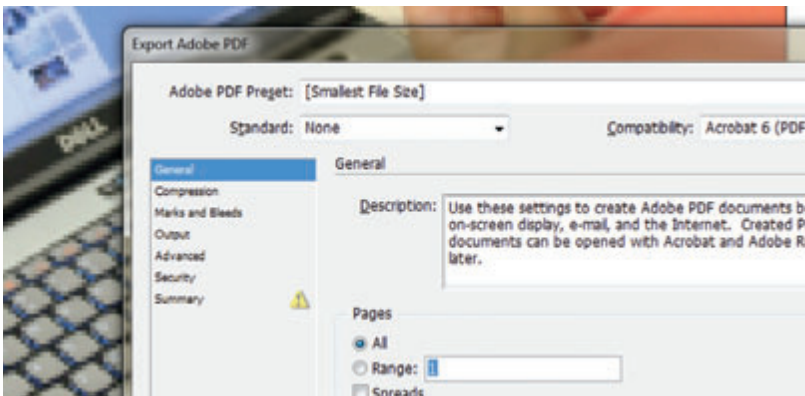 Export Adobe PDF
Adobe PDF Preset: [Smallest File Size]
Standard: None
Compatibility: Acrobat 6 (PDF
General
Compression
Marks and Bleeds
Output
Advanced
Security
Summary
General
Description: Use these settings to create Adobe PDF documents b
on-screen display, e-mail, and the Internet. Created P
documents can be opened with Acrobat and Adobe R
later.
Pages
All
Range: 1
Spreads
DELL